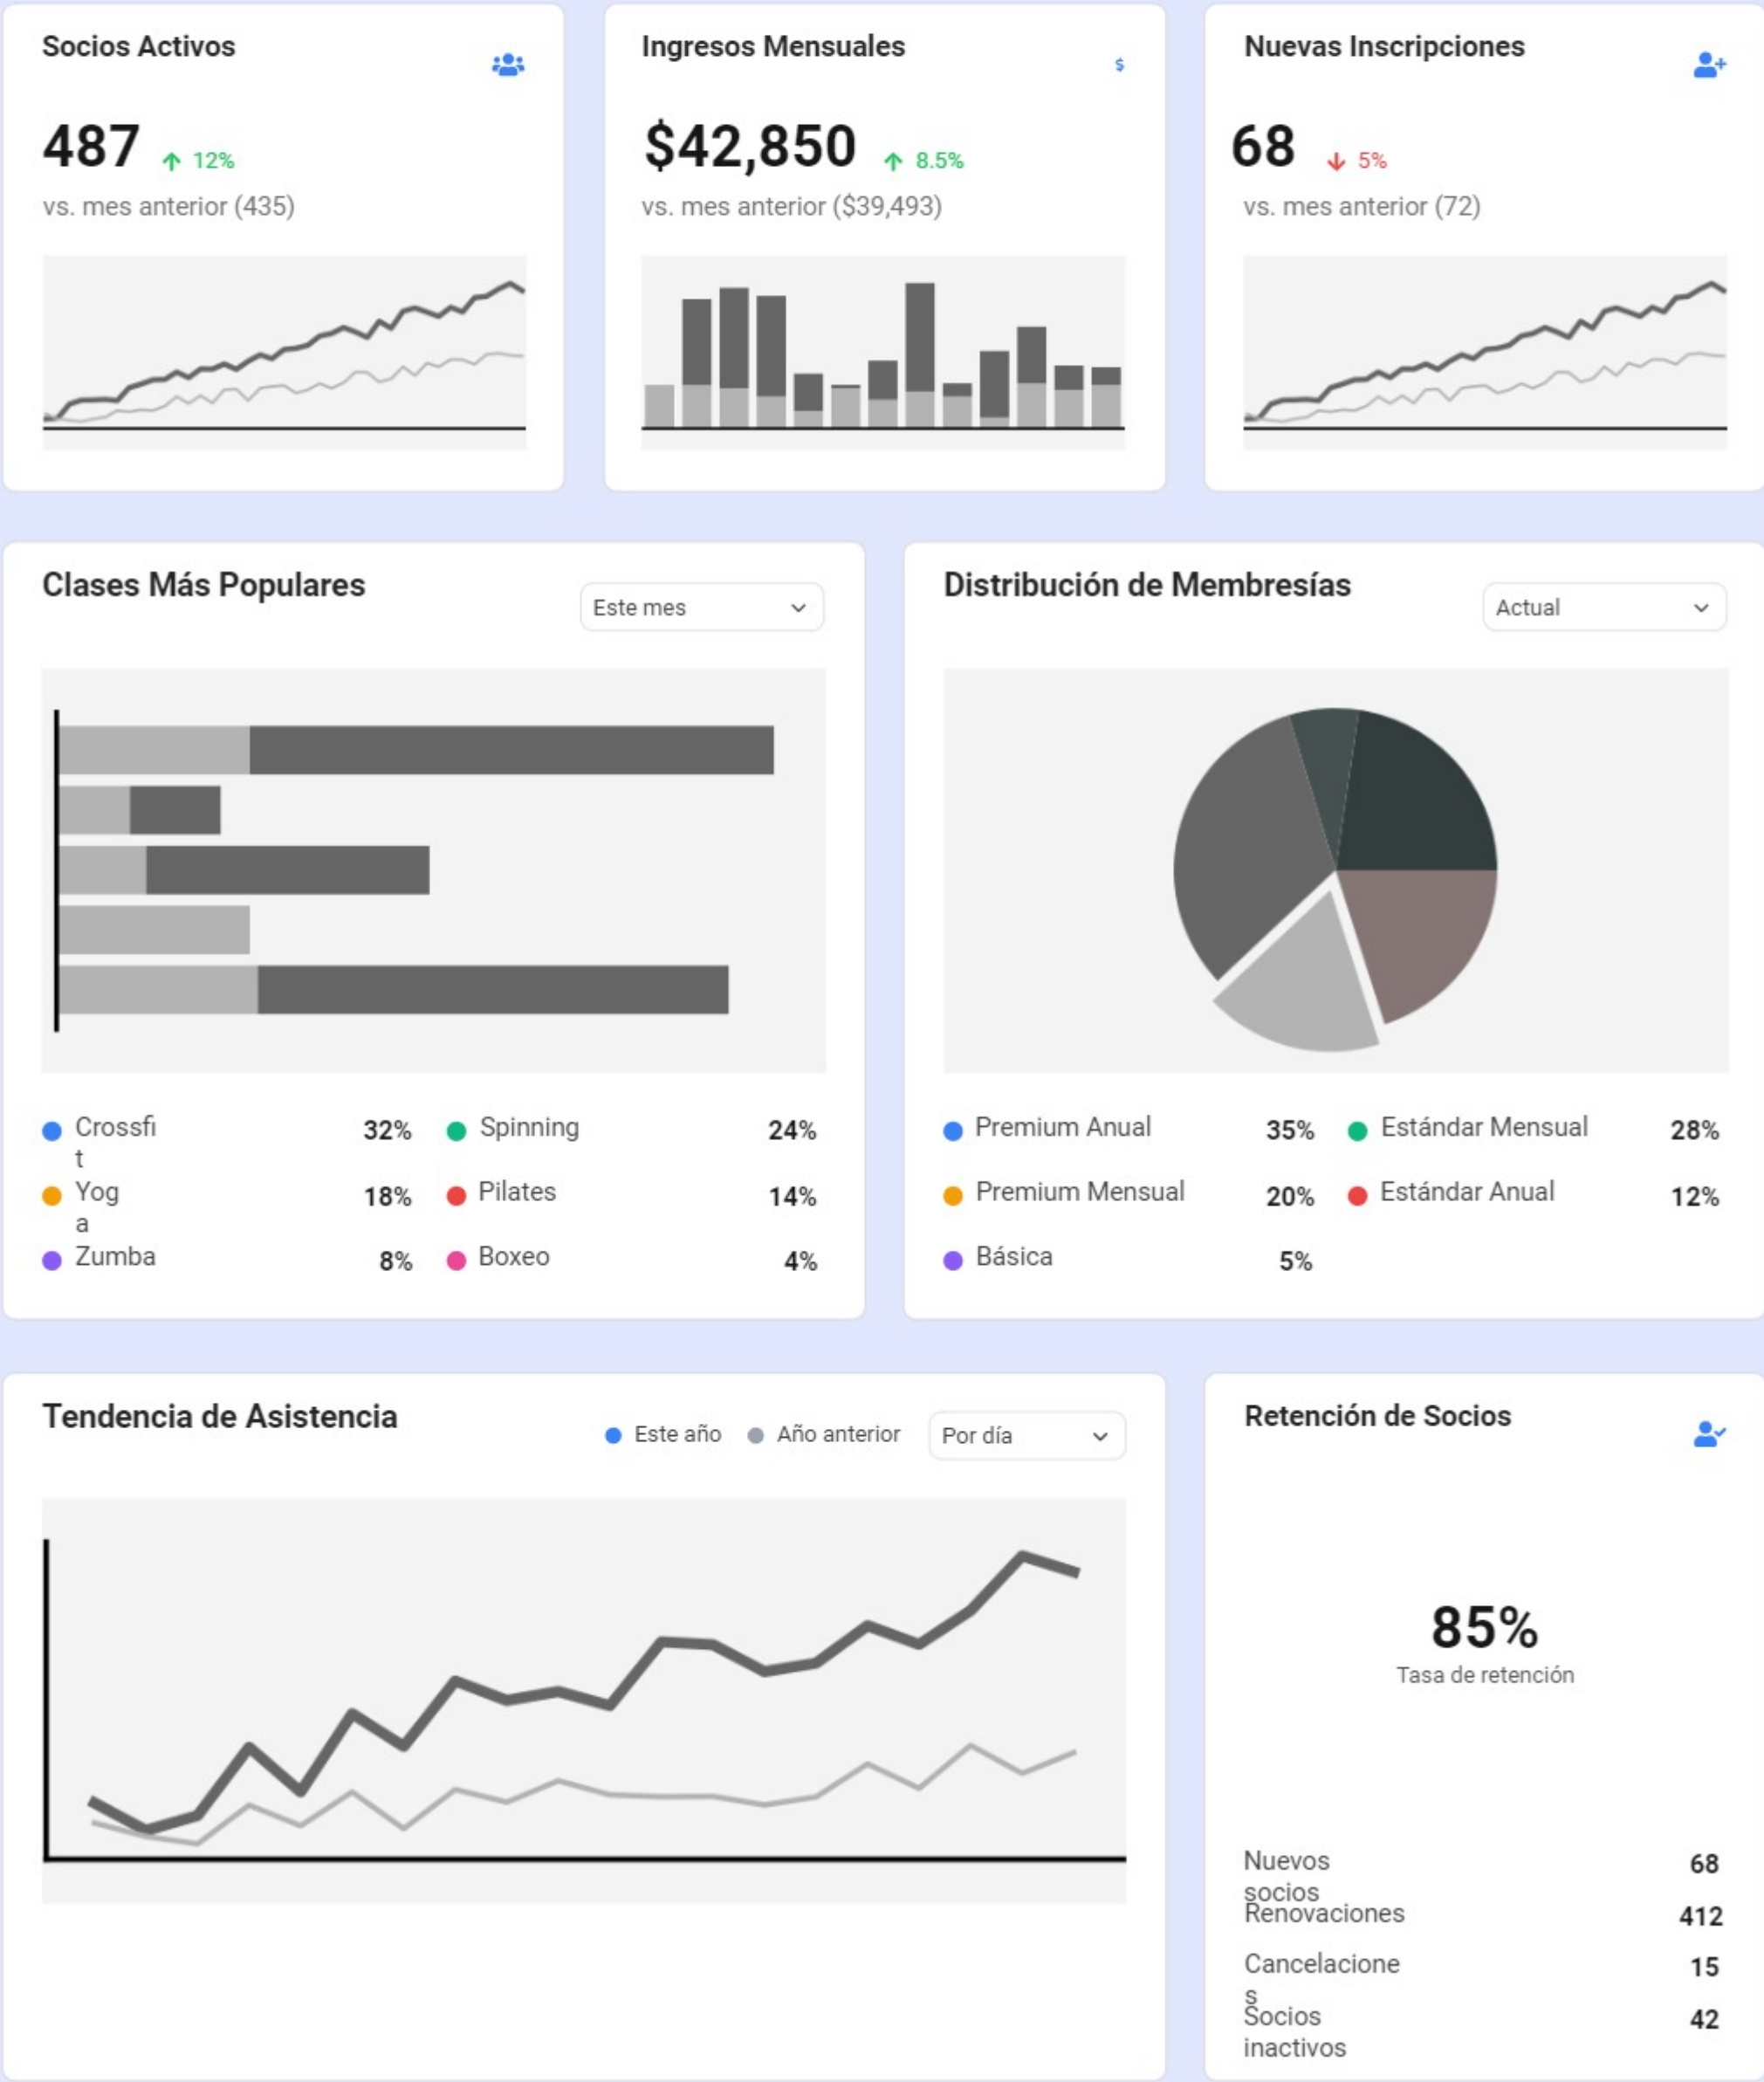 Socios Activos
487 12%
vs. mes anterior (435)
Ingresos Mensuales
$
$42,850 8.5%
vs. mes anterior ($39,493)
Nuevas Inscripciones
68 5%
vs. mes anterior (72)
Clases Más Populares
Este mes
Crossfi
t
32%
Spinning 24%
Yog
a
18%
Pilates 14%
Zumba 8%
Boxeo 4%
Distribución de Membresías
Actual
Premium Anual 35%
Estándar Mensual 28%
Premium Mensual 20%
Estándar Anual 12%
Básica 5%
Tendencia de Asistencia
Este año
Año anterior
Por día
Retención de Socios
85%
Tasa de retención
Nuevos
socios
68
Renovaciones 412
Cancelacione
s
15
Socios
inactivos
42